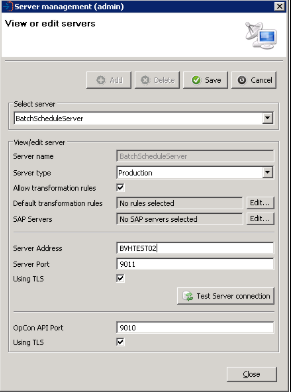 Server management (admin)
View or edit servers
Add Delete Save Cancel
Select server
BatchScheduleServer
View/edit server
Server name BatchScheduleServer
Server type Production
Allow transformation rules
Default transformation rules No rules selected Edit...
SAP Servers No SAP servers selected Edit...
Server Address BVHTEST02
Server Port 9011
Using TLS
Test Server connection
OpCon API Port 9010
Using TLS
Close